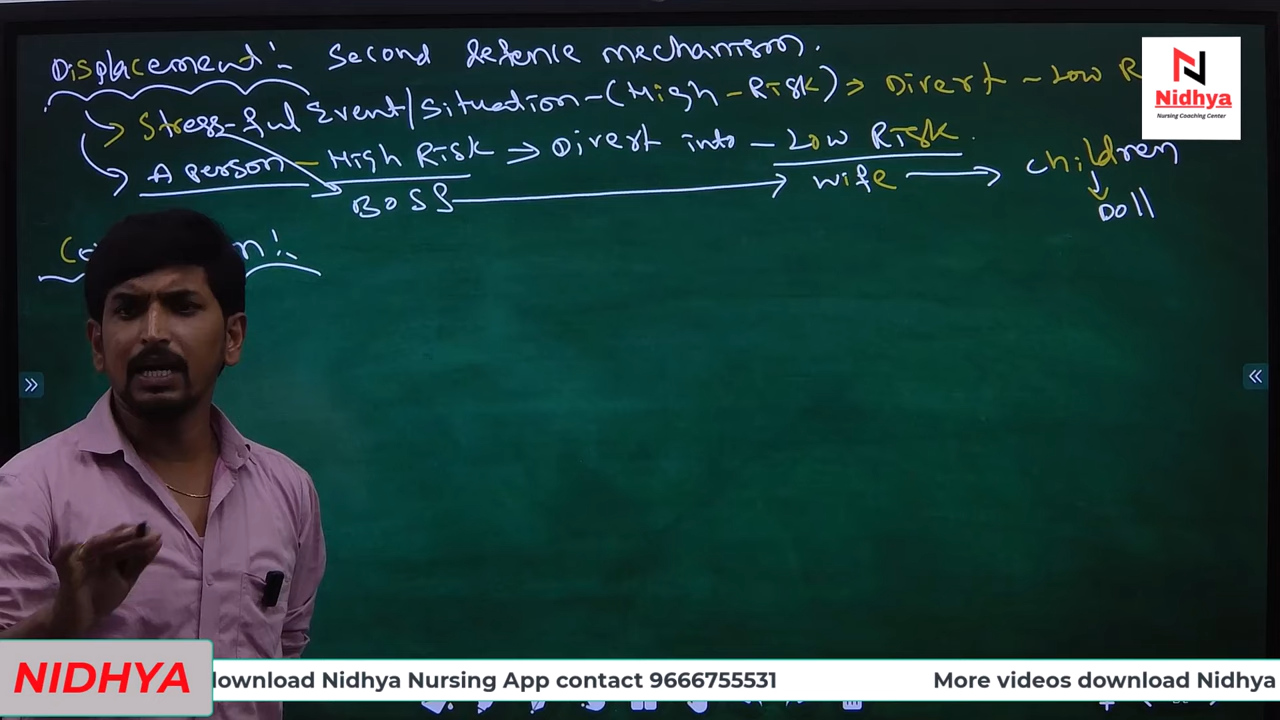 Displacement :- Second defence mechanism.
Stress-ful Event/Situation-(High-Risk) => Divert - Low R
A person - High Risk => Divert into - Low Risk.
BOSS wife children
Doll
Nidhya
Nursing Coaching Center
NIDHYA
download Nidhya Nursing App contact 9666755531 More videos download Nidhya